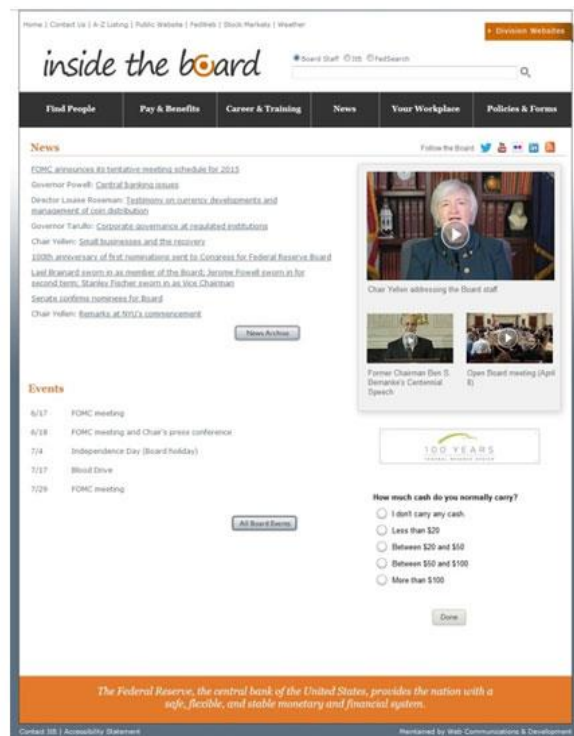 Home | Contact Us | A-Z Listing | Public Website | FedWeb | Stock Markets | Weather
Division Websites
inside the board
Board Staff ITB FedSearch
Find People
Pay & Benefits
Career & Training
News
Your Workplace
Policies & Forms
News
Follow the Board
FOMC announces its tentative meeting schedule for 2015
Governor Powell: Central banking issues
Director Louise Roseman: Testimony on currency developments and
management of coin distribution
Governor Tarullo: Corporate governance at regulated institutions
Chair Yellen: Small businesses and the recovery
100th anniversary of first nominations sent to Congress for Federal Reserve Board
Lael Brainard sworn in as member of the Board; Jerome Powell sworn in for
second term; Stanley Fischer sworn in as Vice Chairman
Senate confirms nominees for Board
Chair Yellen: Remarks at NYU's commencement
News Archive
Chair Yellen addressing the Board staff
Former Chairman Ben S.
Bernanke's Centennial
Speech
Open Board meeting (April
8)
Events
6/17 FOMC meeting
6/18 FOMC meeting and Chair's press conference
7/4 Independence Day (Board holiday)
7/17 Blood Drive
7/29 FOMC meeting
All Board Events
100 YEARS
FEDERAL RESERVE SYSTEM
How much cash do you normally carry?
I don't carry any cash
Less than $20
Between $20 and $50
Between $50 and $100
More than $100
Done
The Federal Reserve, the central bank of the United States, provides the nation with a
safe, flexible, and stable monetary and financial system.
Contact ITB | Accessibility Statement
Maintained by Web Communications & Development